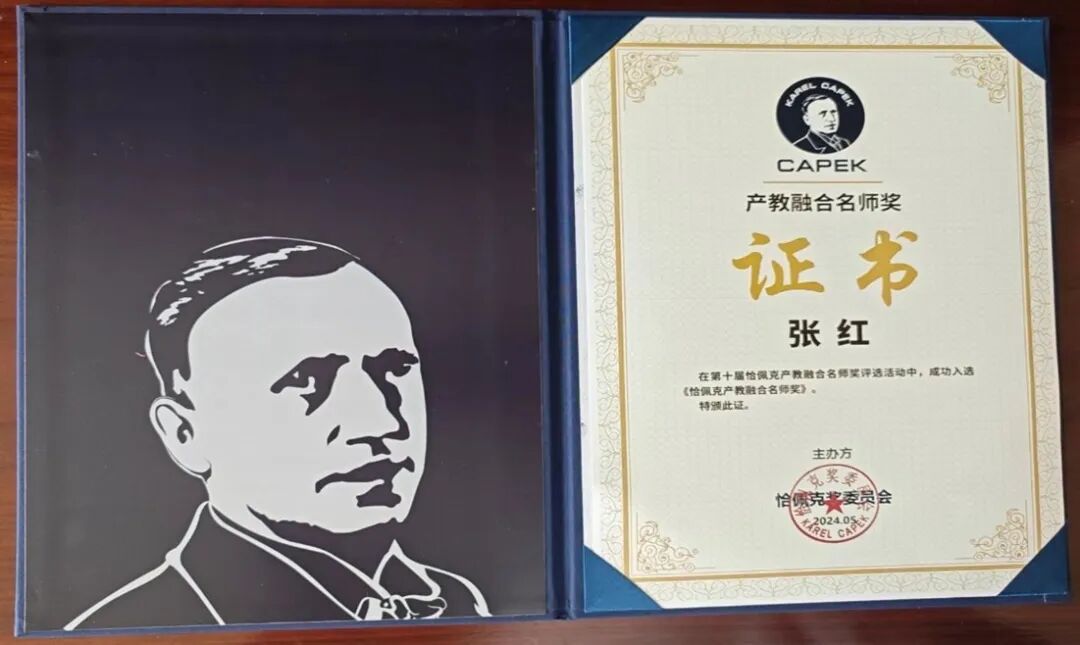 KAREL CAPEK
CAPEK
产教融合名师奖
证书
张红
在第十届恰佩克产教融合名师奖评选活动中，成功入选
《恰佩克产教融合名师奖》。
特颁此证。
主办方
恰佩克奖委员会
2024.05
KAREL CAPEK